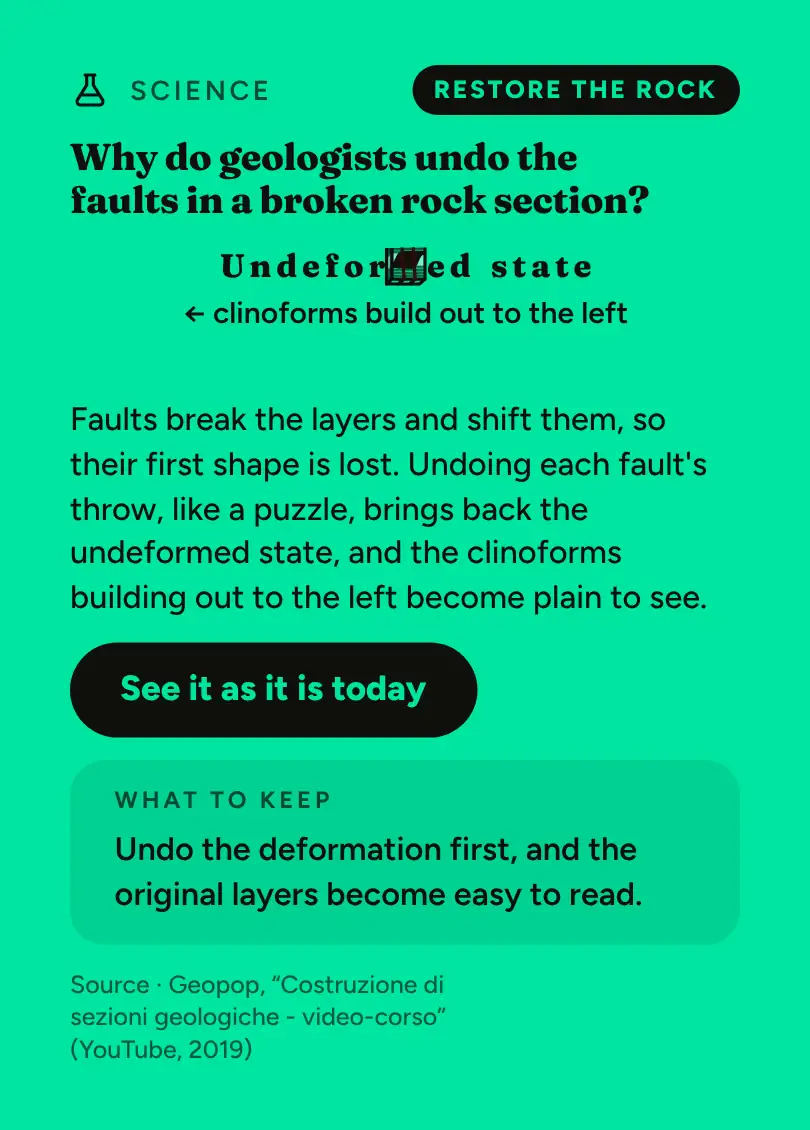 SCIENCE
RESTORE THE ROCK
Why do geologists undo the
faults in a broken rock section?
Undeformed state
← clinoforms build out to the left
Faults break the layers and shift them, so
their first shape is lost. Undoing each fault's
throw, like a puzzle, brings back the
undeformed state, and the clinoforms
building out to the left become plain to see.
See it as it is today
WHAT TO KEEP
Undo the deformation first, and the
original layers become easy to read.
Source · Geopop, “Costruzione di
sezioni geologiche - video-corso”
(YouTube, 2019)